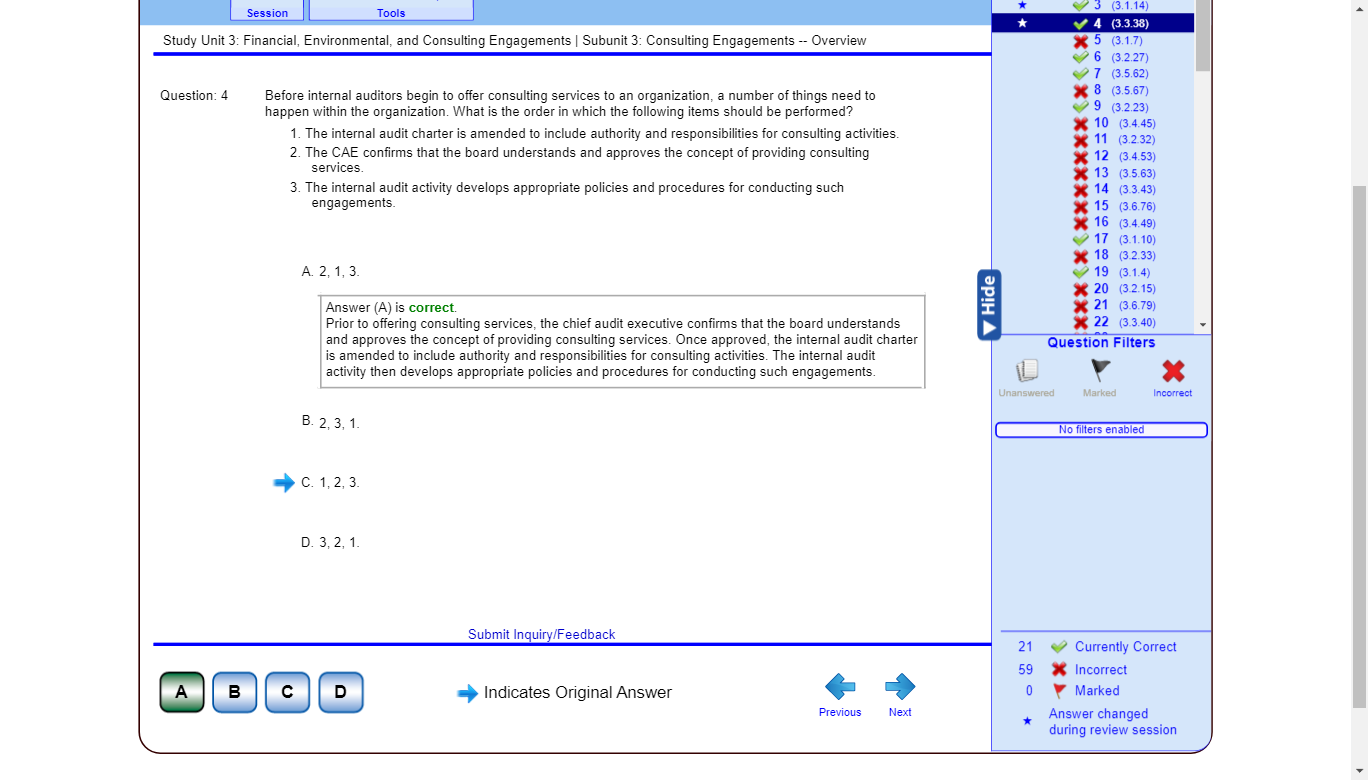 Session
Tools
Study Unit 3: Financial, Environmental, and Consulting Engagements | Subunit 3: Consulting Engagements -- Overview
Question: 4
Before internal auditors begin to offer consulting services to an organization, a number of things need to
happen within the organization. What is the order in which the following items should be performed?
1. The internal audit charter is amended to include authority and responsibilities for consulting activities.
2. The CAE confirms that the board understands and approves the concept of providing consulting
services.
3. The internal audit activity develops appropriate policies and procedures for conducting such
engagements.
A. 2, 1, 3.
Answer (A) is correct.
Prior to offering consulting services, the chief audit executive confirms that the board understands
and approves the concept of providing consulting services. Once approved, the internal audit charter
is amended to include authority and responsibilities for consulting activities. The internal audit
activity then develops appropriate policies and procedures for conducting such engagements.
B. 2, 3, 1.
C. 1, 2, 3.
D. 3, 2, 1.
Submit Inquiry/Feedback
A B C D
Indicates Original Answer
Previous
Next
3 (3.1.14)
4 (3.3.38)
5 (3.1.7)
6 (3.2.27)
7 (3.5.62)
8 (3.5.67)
9 (3.2.23)
10 (3.4.45)
11 (3.2.32)
12 (3.4.53)
13 (3.5.63)
14 (3.3.43)
15 (3.6.76)
16 (3.4.49)
17 (3.1.10)
18 (3.2.33)
19 (3.1.4)
20 (3.2.15)
21 (3.6.79)
22 (3.3.40)
Hide
Question Filters
Unanswered
Marked
Incorrect
No filters enabled
21 Currently Correct
59 Incorrect
0 Marked
Answer changed
during review session